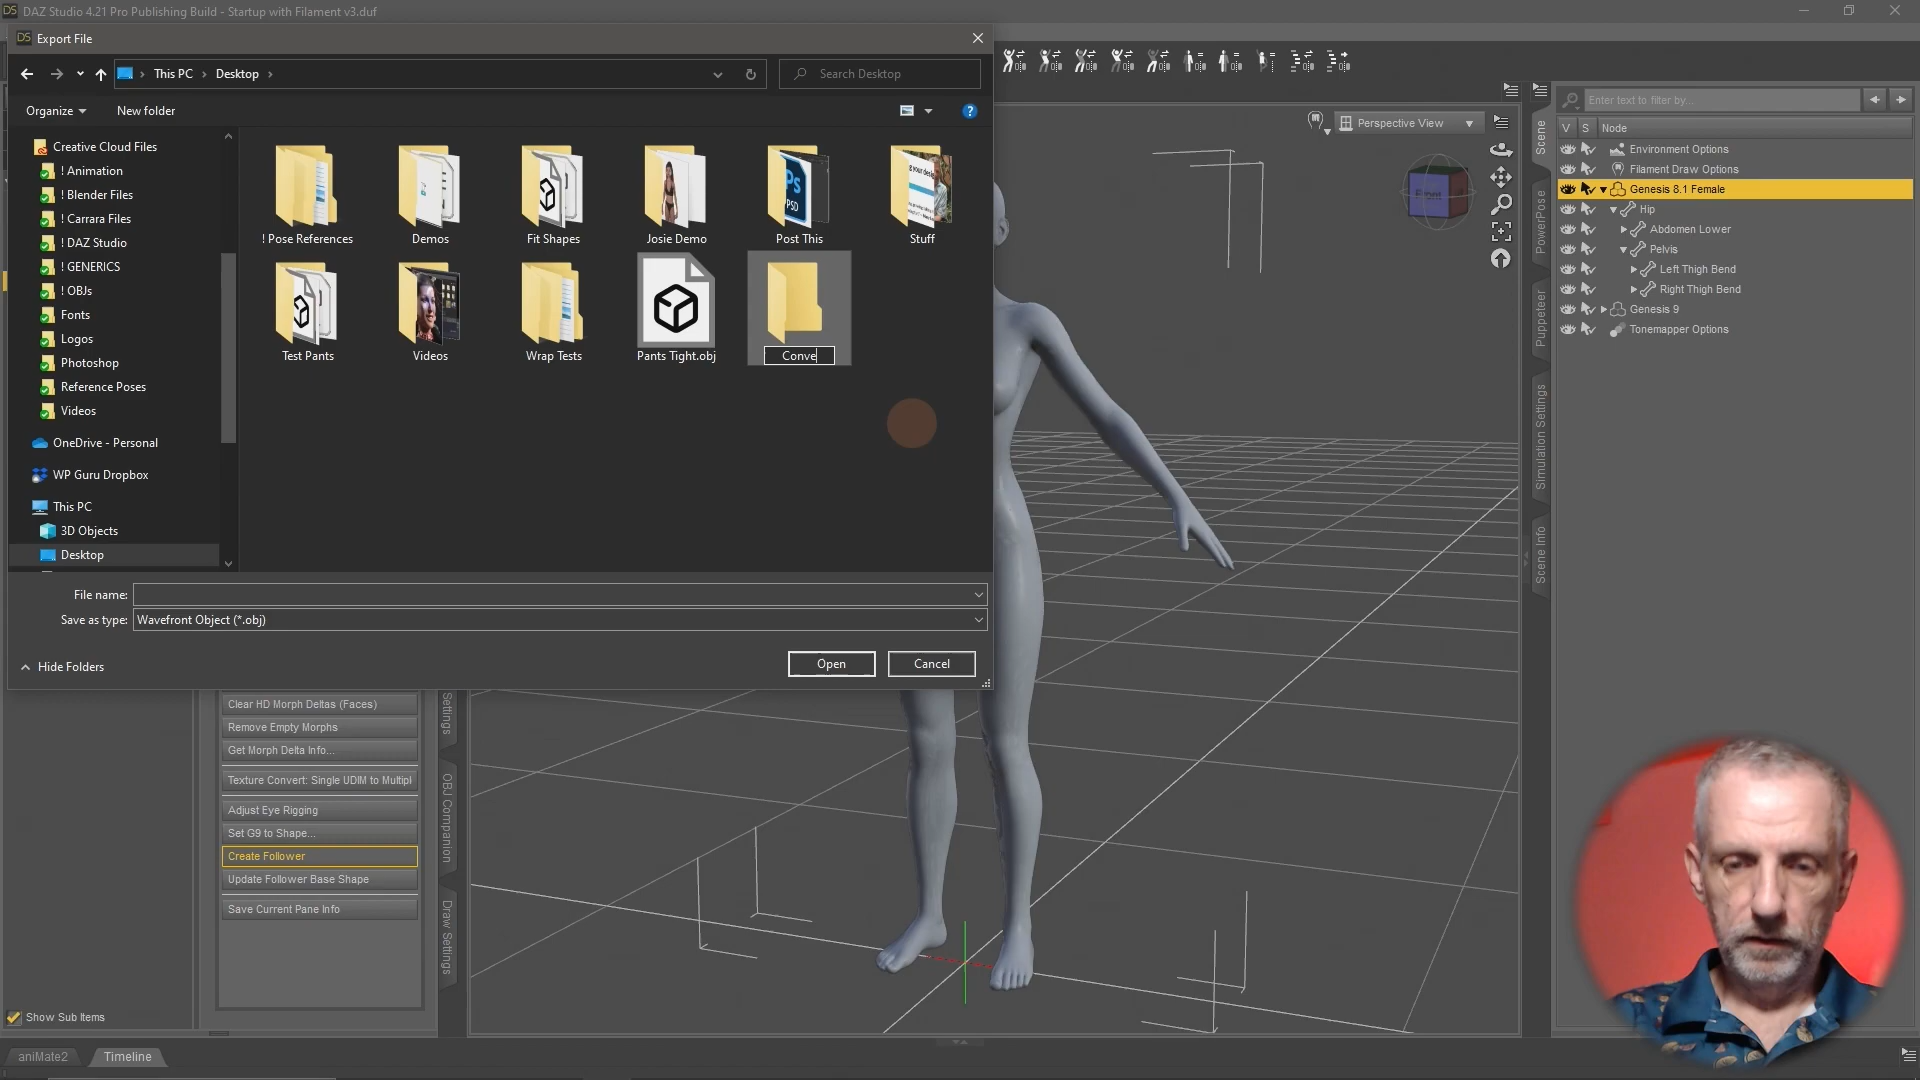 DAZ Studio 4.21 Pro Publishing Build - Startup with Filament v3.duf
Export File
This PC
Desktop
Search Desktop
Organize
New folder
Creative Cloud Files
! Animation
! Blender Files
! Carrara Files
! DAZ Studio
! GENERICS
! OBJs
Fonts
Logos
Photoshop
Reference Poses
Videos
OneDrive - Personal
WP Guru Dropbox
This PC
3D Objects
Desktop
! Pose References
Demos
Fit Shapes
Josie Demo
Post This
Stuff
Test Pants
Videos
Wrap Tests
Pants Tight.obj
Conve
File name:
Save as type:
Wavefront Object (*.obj)
Hide Folders
Open
Cancel
Clear HD Morph Deltas (Faces)
Remove Empty Morphs
Get Morph Delta Info...
Texture Convert: Single UDIM to Multipl
Adjust Eye Rigging
Set G9 to Shape...
Create Follower
Update Follower Base Shape
Save Current Pane Info
Show Sub Items
aniMate2
Timeline
Settings
OBJ Companion
Draw Settings
Perspective View
Front
Scene
PowerPose
Puppeteer
Simulation Settings
Scene Info
Enter text to filter by...
V
S
Node
Environment Options
Filament Draw Options
Genesis 8.1 Female
Hip
Abdomen Lower
Pelvis
Left Thigh Bend
Right Thigh Bend
Genesis 9
Tonemapper Options